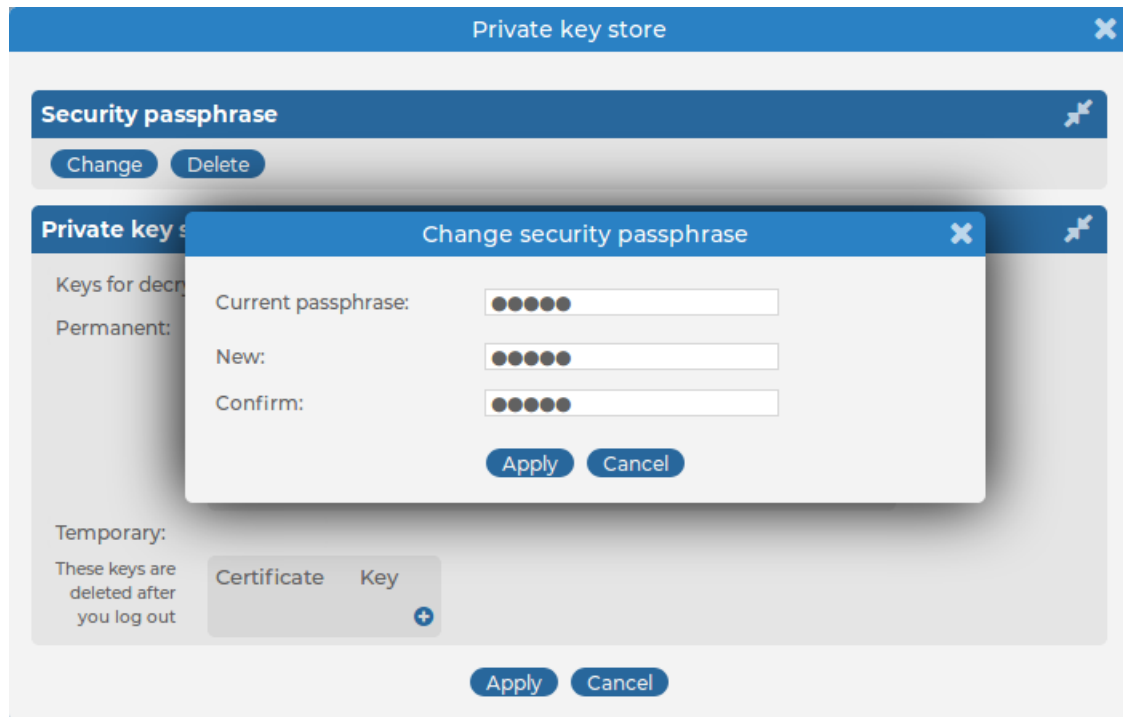 Private key store
Security passphrase
Change Delete
Private key
Change security passphrase
Keys for
Current passphrase: ●●●●●
Permanent:
New: ●●●●●
Confirm: ●●●●●
Apply Cancel
Temporary:
These keys are
deleted after
you log out
Certificate Key
Apply Cancel